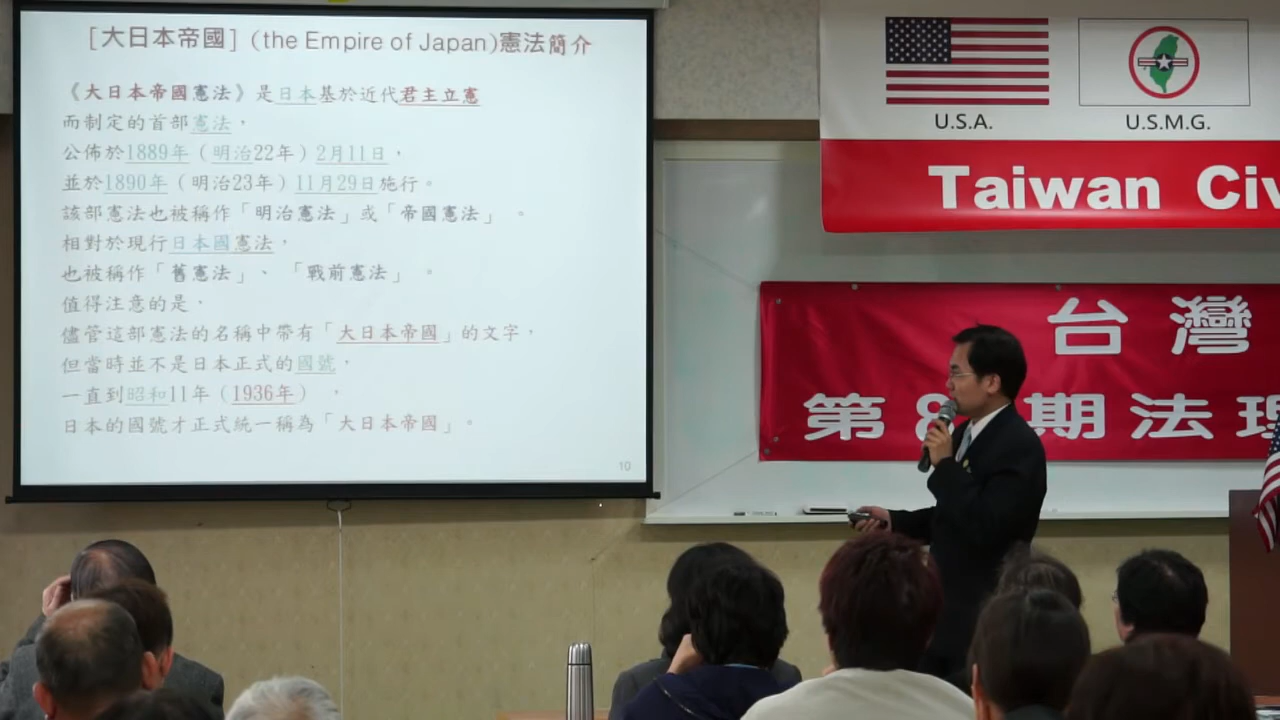 [大日本帝國] (the Empire of Japan)憲法簡介
《大日本帝國憲法》是日本基於近代君主立憲
而制定的首部憲法,
公佈於1889年(明治22年)2月11日,
並於1890年(明治23年)11月29日施行。
該部憲法也被稱作「明治憲法」或「帝國憲法」 。
相對於現行日本國憲法,
也被稱作「舊憲法」、 「戰前憲法」 。
值得注意的是,
儘管這部憲法的名稱中帶有「大日本帝國」的文字,
但當時並不是日本正式的國號,
一直到昭和11年(1936年) ,
日本的國號才正式統一稱為「大日本帝國」。
10
U.S.A.
U.S.M.G.
Taiwan Civ
台灣
第8 期法理